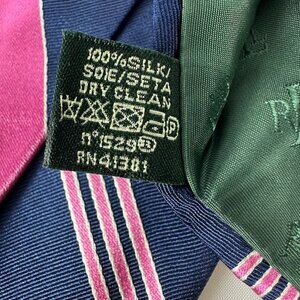 100%SILK/
SOIE/SETA
DRY CLEAN
P
n°1529
RN41381